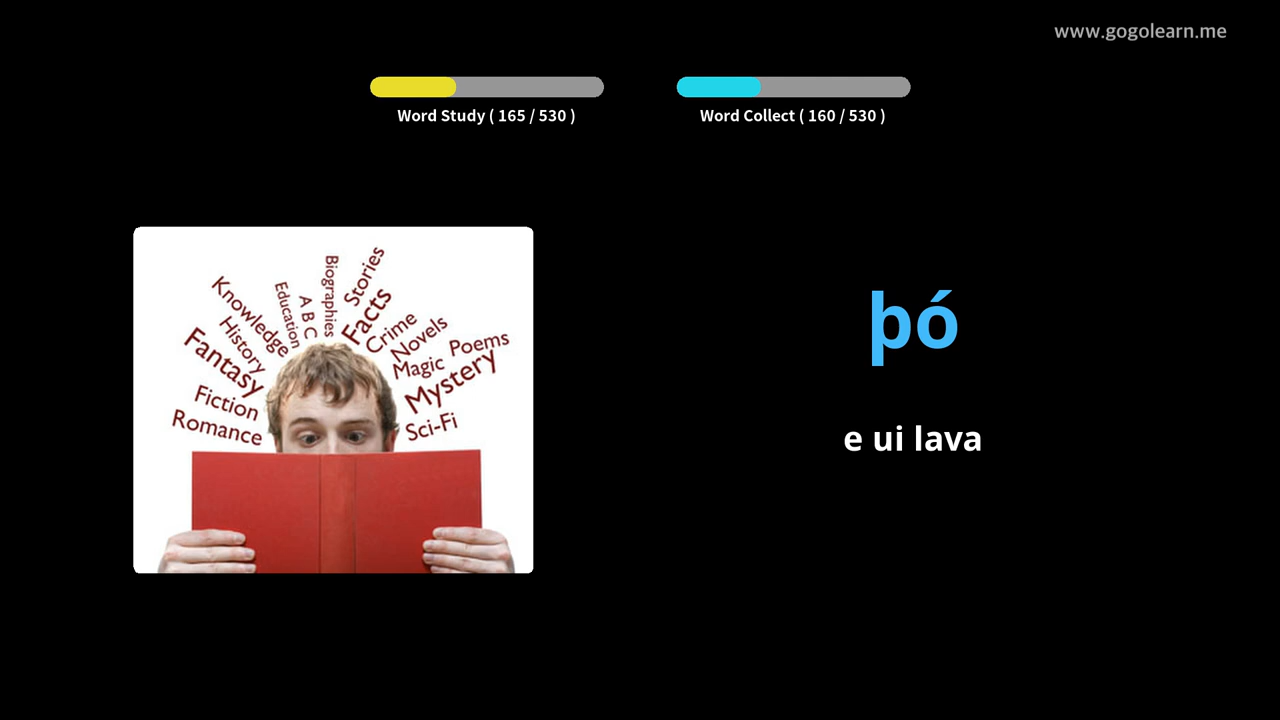 www.gogolearn.me
Word Study ( 165 / 530 )
Word Collect ( 160 / 530 )
Knowledge
History
Fantasy
Fiction
Romance
Education
A B C
Biographies
Stories
Facts
Crime
Novels
Magic
Poems
Mystery
Sci-Fi
þó
e ui lava